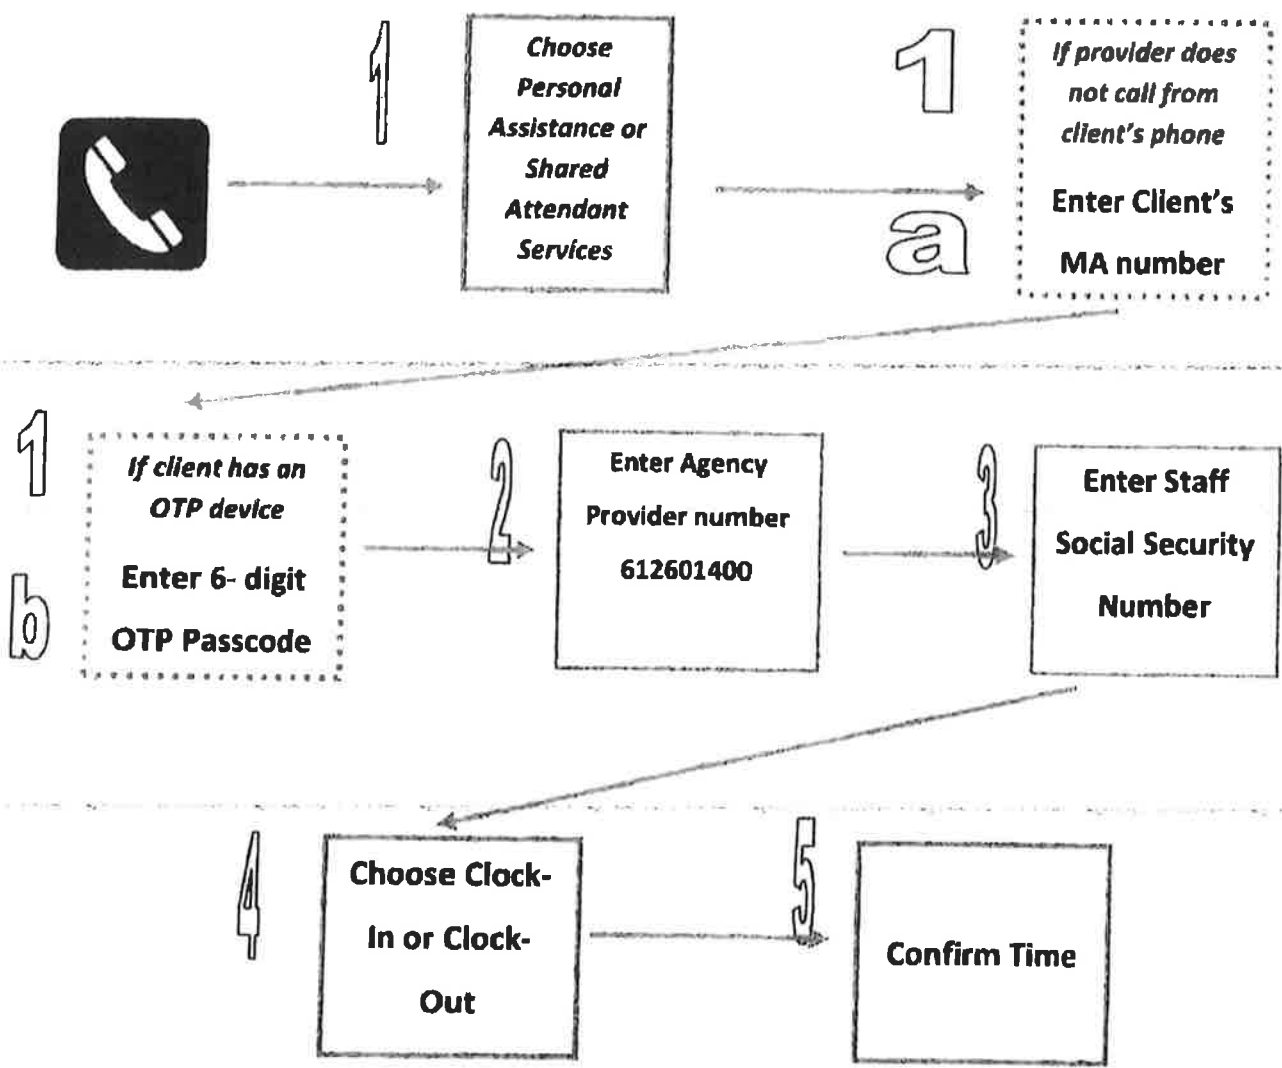 1
Choose
Personal
Assistance or
Shared
Attendant
Services
1
a
If provider does
not call from
client's phone
Enter Client's
MA number
1
b
If client has an
OTP device
Enter 6- digit
OTP Passcode
2
Enter Agency
Provider number
612601400
3
Enter Staff
Social Security
Number
4
Choose Clock-
In or Clock-
Out
5
Confirm Time